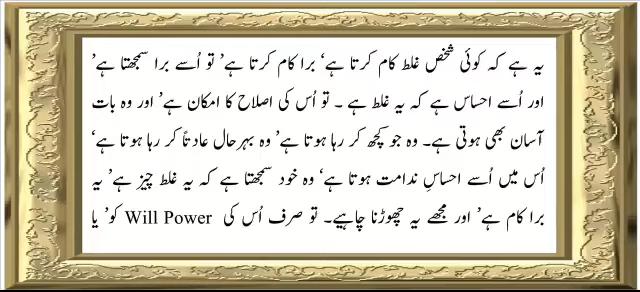 یہ ہے کہ کوئی شخص غلط کام کرتا ہے‘ برا کام کرتا ہے’ تو اُسے برا سمجھتا ہے’
اور اُسے احساس ہے کہ یہ غلط ہے ۔ تو اُس کی اصلاح کا امکان ہے’ اور وہ بات
آسان بھی ہوتی ہے۔ وہ جو کچھ کر رہا ہوتا ہے’ وہ بہرحال عادتاً کر رہا ہوتا ہے‘
اُس میں اُسے احساسِ ندامت ہوتا ہے‘ وہ خود سمجھتا ہے کہ یہ غلط چیز ہے’ یہ
برا کام ہے’ اور مجھے یہ چھوڑنا چاہیے۔ تو صرف اُس کی Will Power کو’ یا